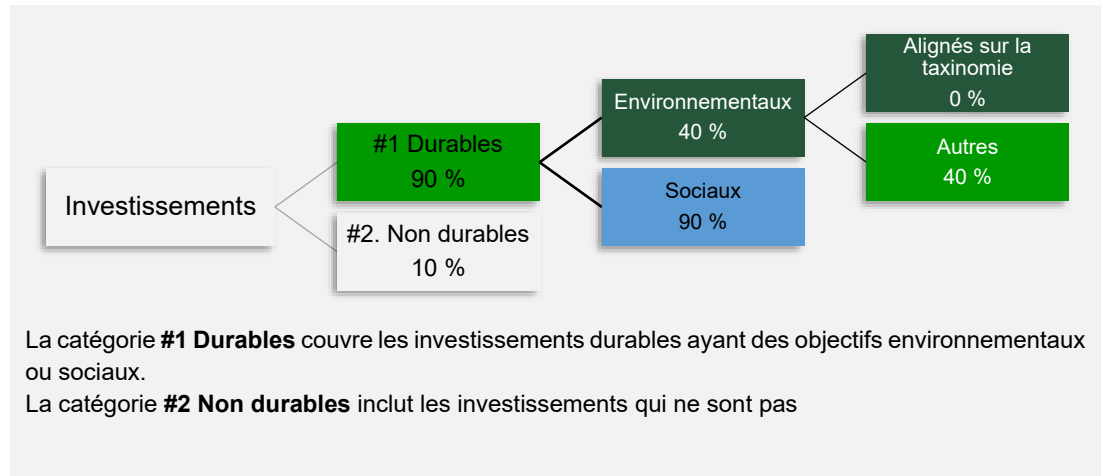 Investissements
#1 Durables
90 %
#2. Non durables
10 %
Environnementaux
40 %
Sociaux
90 %
Alignés sur la
taxinomie
0 %
Autres
40 %
La catégorie #1 Durables couvre les investissements durables ayant des objectifs environnementaux
ou sociaux.
La catégorie #2 Non durables inclut les investissements qui ne sont pas